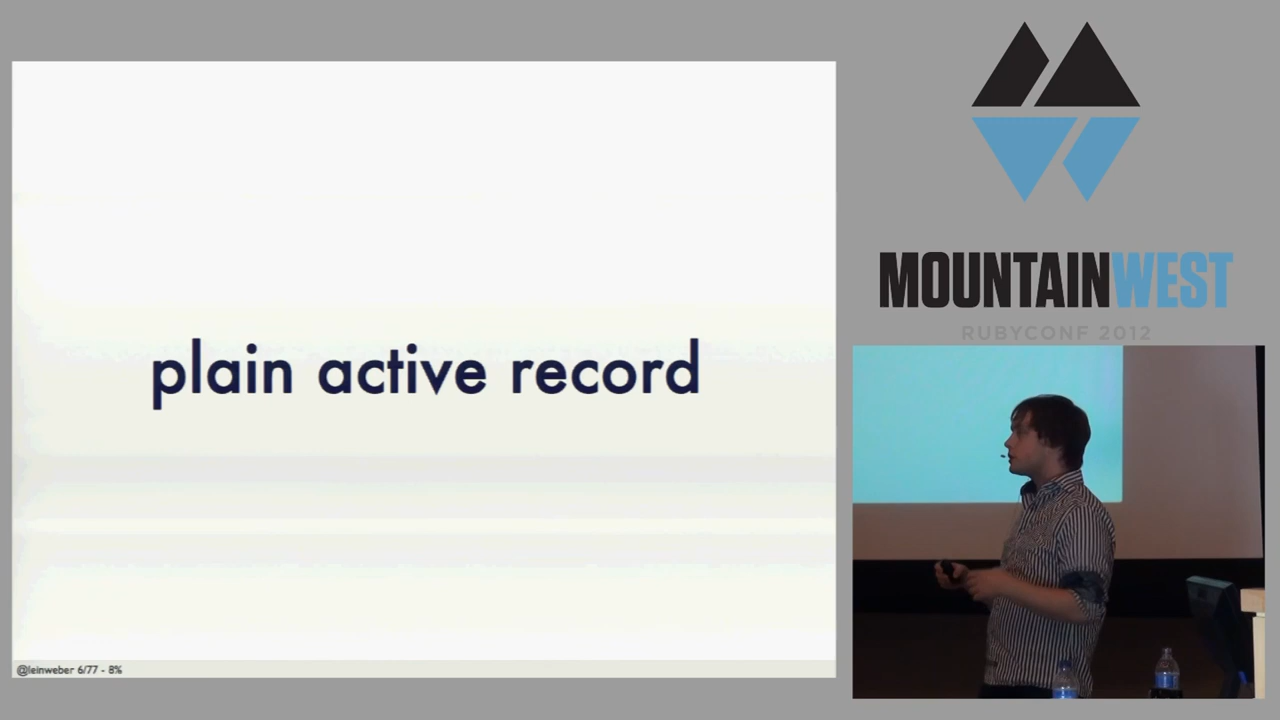 plain active record
@leinweber 6/77 - 8%
MOUNTAINWEST
RUBYCONF 2012